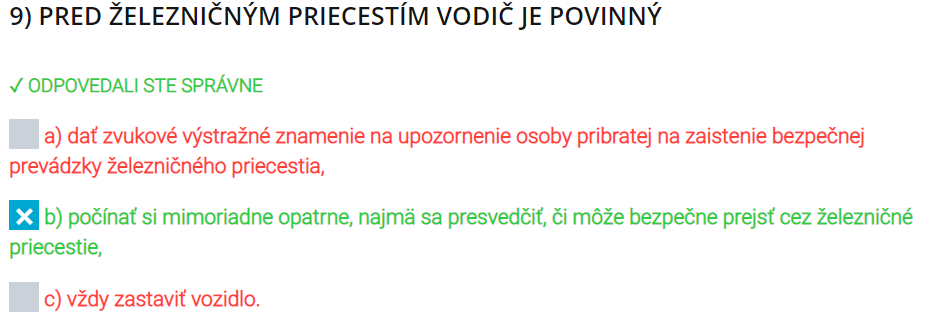 9) PRED ŽELEZNIČNÝM PRIECESTÍM VODIČ JE POVINNÝ
✓ ODPOVEDALI STE SPRÁVNE
a) dať zvukové výstražné znamenie na upozornenie osoby pribratej na zaistenie bezpečnej
prevádzky železničného priecestia,
b) počínať si mimoriadne opatrne, najmä sa presvedčiť, či môže bezpečne prejsť cez železničné
priecestie,
c) vždy zastaviť vozidlo.